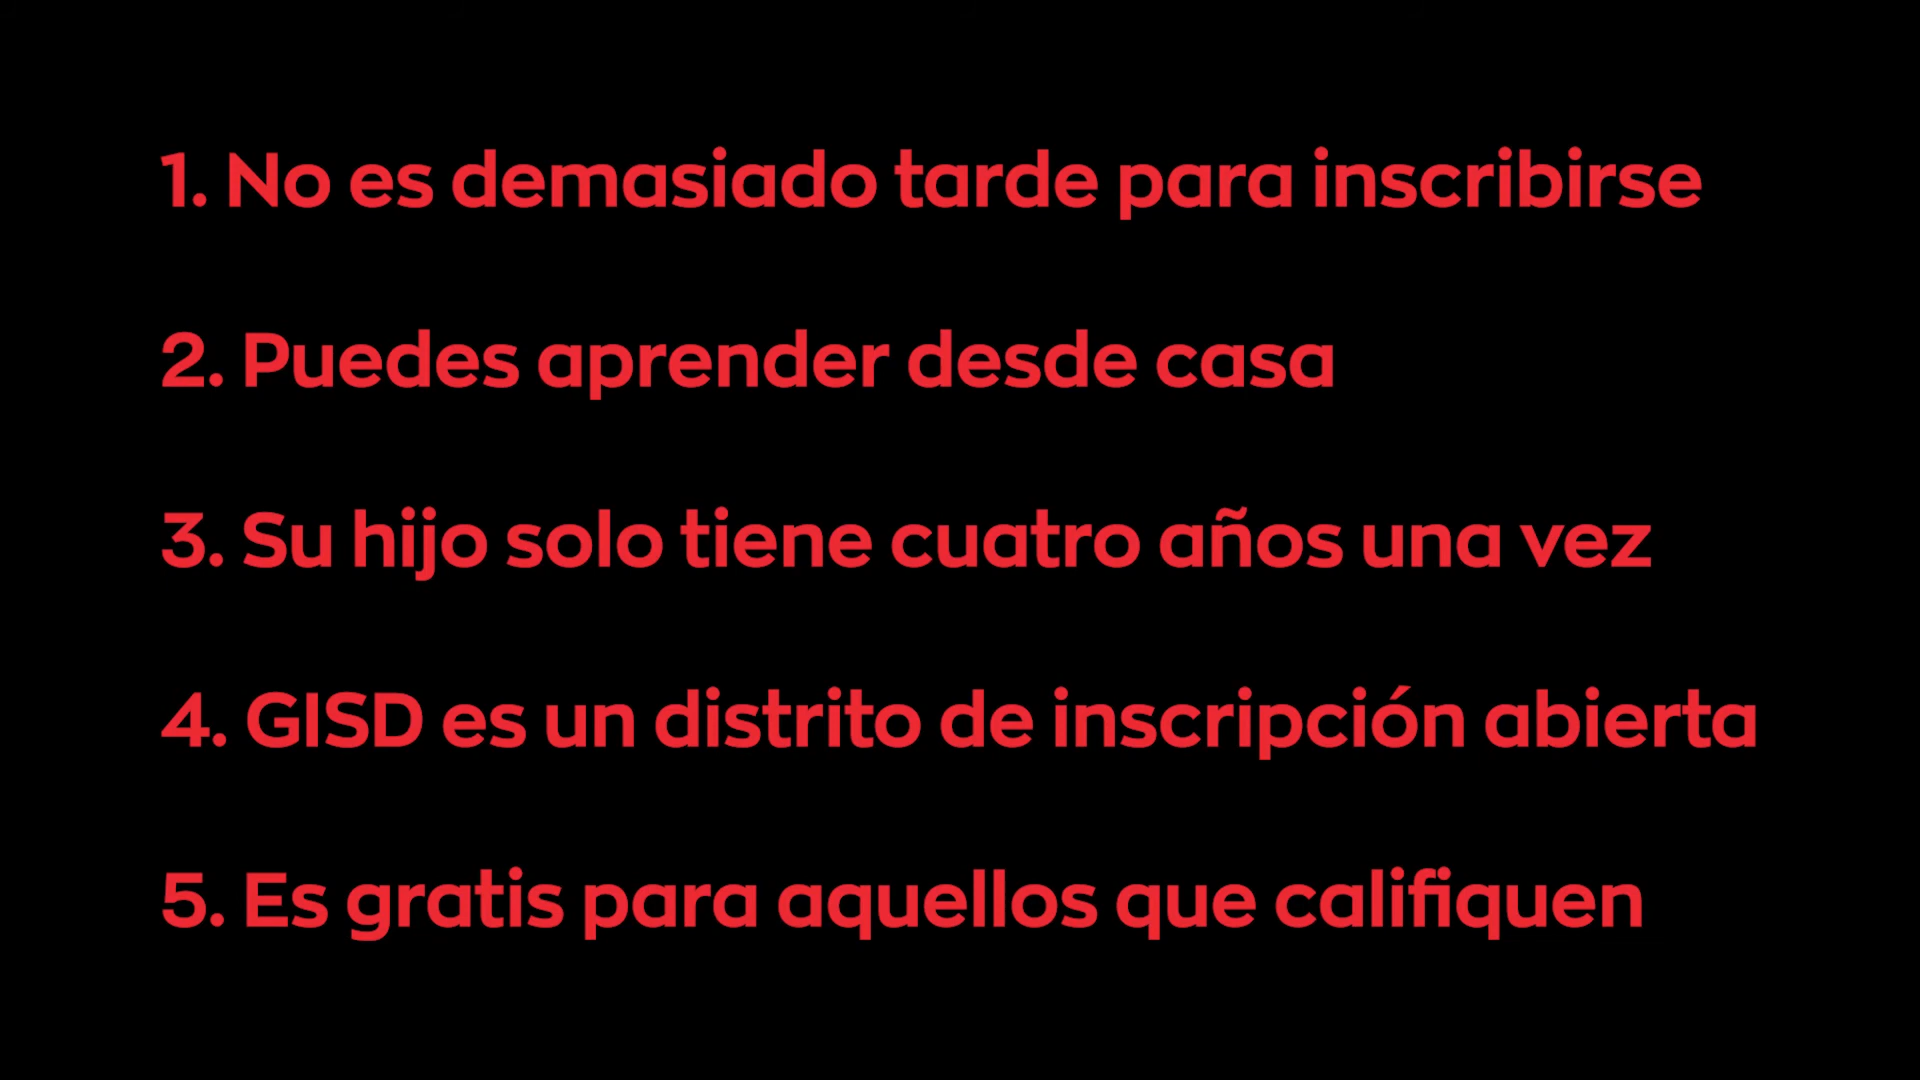 1. No es demasiado tarde para inscribirse
2. Puedes aprender desde casa
3. Su hijo solo tiene cuatro años una vez
4. GISD es un distrito de inscripción abierta
5. Es gratis para aquellos que califiquen